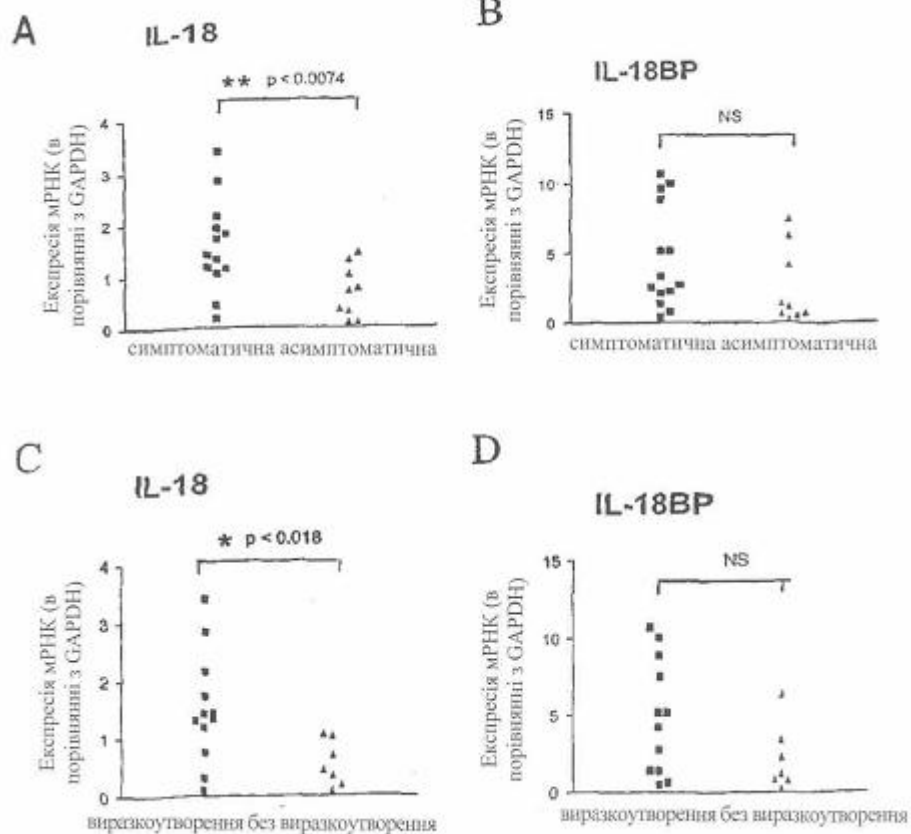 A
IL-18
** p < 0.0074
Експресія мРНК (в
порівнянні з GAPDH)
4
3
2
1
0
симптоматична асимптоматична
B
IL-18BP
NS
Експресія мРНК (в
порівнянні з GAPDH)
15
10
5
0
симптоматична асимптоматична
C
IL-18
* p < 0.018
Експресія мРНК (в
порівнянні з GAPDH)
4
3
2
1
0
виразкоутворення без виразкоутворення
D
IL-18BP
NS
Експресія мРНК (в
порівнянні з GAPDH)
15
10
5
0
виразкоутворення без виразкоутворення